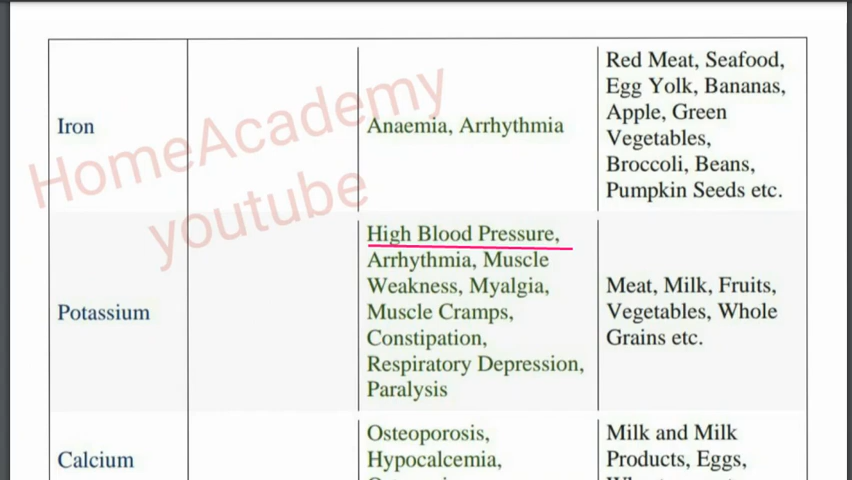 Iron
Anaemia, Arrhythmia
Red Meat, Seafood,
Egg Yolk, Bananas,
Apple, Green
Vegetables,
Broccoli, Beans,
Pumpkin Seeds etc.
HomeAcademy
youtube
Potassium
High Blood Pressure,
Arrhythmia, Muscle
Weakness, Myalgia,
Muscle Cramps,
Constipation,
Respiratory Depression,
Paralysis
Meat, Milk, Fruits,
Vegetables, Whole
Grains etc.
Calcium
Osteoporosis,
Hypocalcemia,
Milk and Milk
Products, Eggs,